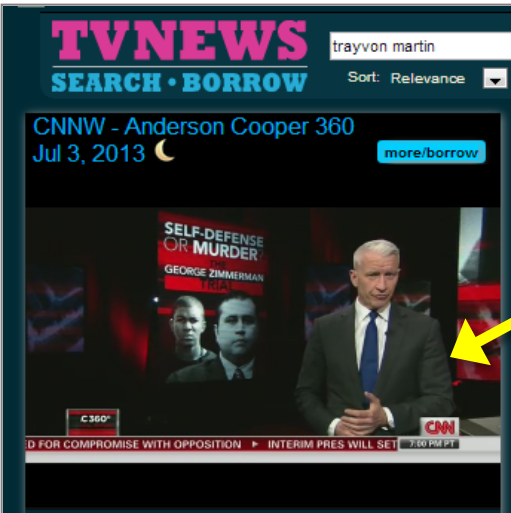 TVNEWS
SEARCH • BORROW
trayvon martin
Sort: Relevance
CNNW - Anderson Cooper 360
Jul 3, 2013
more/borrow
SELF-DEFENSE
OR MURDER?
THE
GEORGE ZIMMERMAN
TRIAL
C360°
CNN
D FOR COMPROMISE WITH OPPOSITION ▶ INTERIM PRES WILL SET 7:00 PM PT